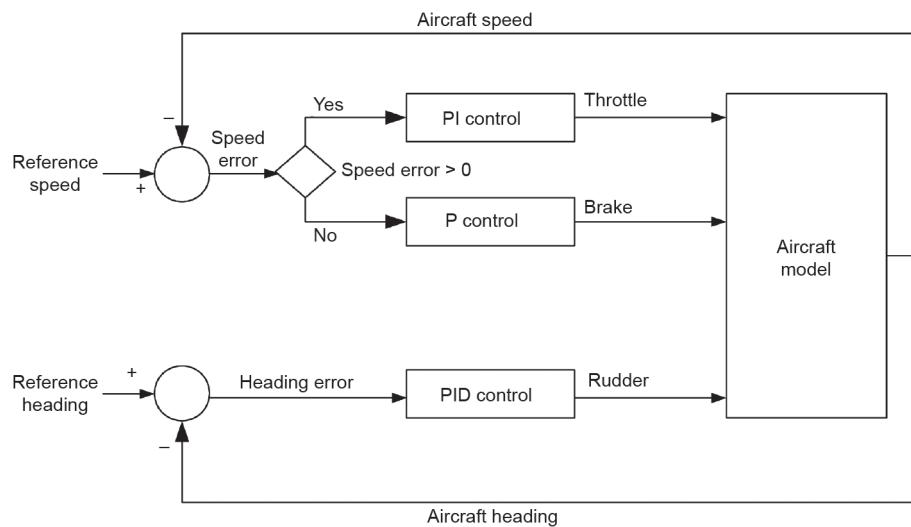 Aircraft speed
Yes
PI control
Throttle
–
Speed
error
Reference
speed
+
Speed error > 0
No
P control
Brake
Aircraft
model
Reference
heading
+
Heading error
PID control
Rudder
–
Aircraft heading